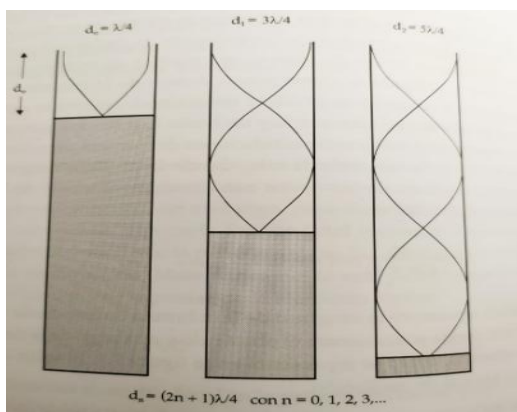 d₀ = λ/4
d₁ = 3λ/4
d₂ = 5λ/4
d₀
dₙ = (2n + 1)λ/4 con n = 0, 1, 2, 3,...